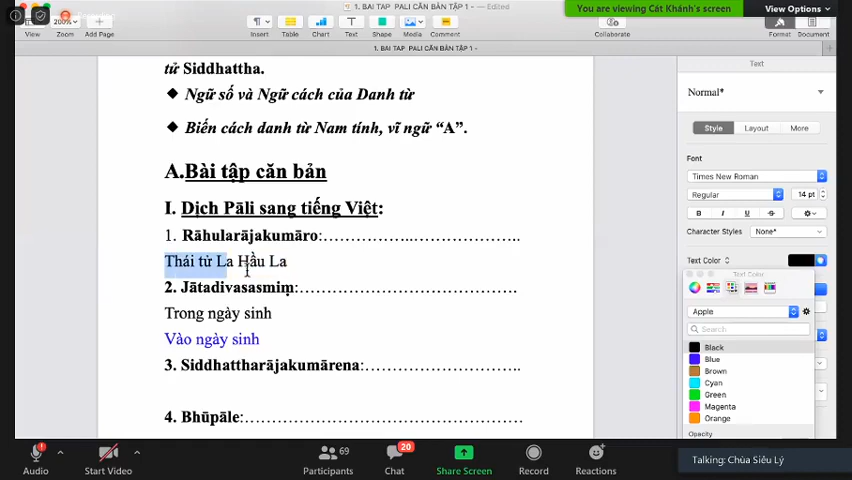 1. BAI TAP PALI CĂN BẢN TẬP 1 - — Edited
You are viewing Cát Khánh's screen
View Options
200%
View
Zoom
Add Page
Insert
Table
Chart
Text
Shape
Media
Comment
Collaborate
Format
Document
1. BAI TAP PALI CĂN BẢN TẬP 1 -
tử Siddhattha.
◆ Ngữ số và Ngữ cách của Danh từ
◆ Biến cách danh từ Nam tính, vĩ ngữ “A”.
A.Bài tập căn bản
I. Dịch Pāli sang tiếng Việt:
1. Rāhularājakumāro:……………...……………..
Thái tử La Hầu La
2. Jātadivasasmiṃ:…………………………………
Trong ngày sinh
Vào ngày sinh
3. Siddhattharājakumārena:………………………..
4. Bhūpāle:…………………………………………
Text
Normal*
Style
Layout
More
Font
Times New Roman
Regular
14 pt
B
I
U
S
Character Styles
None*
Text Color
Text Color
Apple
Search
Black
Blue
Brown
Cyan
Green
Magenta
Orange
Opacity
Audio
Start Video
69
Participants
20
Chat
Share Screen
Record
Reactions
Talking: Chùa Siêu Lý